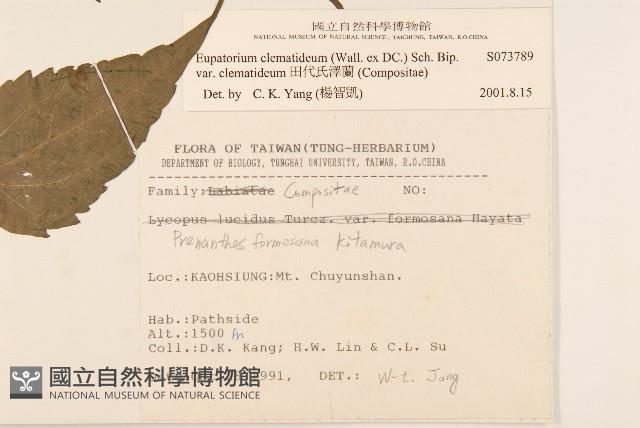 國立自然科學博物館
NATIONAL MUSEUM OF NATURAL SCIENCE, TAICHUNG, TAIWAN, R.O.CHINA
Eupatorium clematideum (Wall. ex DC.) Sch. Bip. S073789
var. clematideum 田代氏澤蘭 (Compositae)
Det. by C. K. Yang (楊智凱) 2001.8.15
FLORA OF TAIWAN(TUNG-HERBARIUM)
DEPARTMENT OF BIOLOGY, TUNGHAI UNIVERSITY, TAIWAN, R.O.CHINA
Family:Labiatae Compositae NO:
Lycopus lucidus Turcz. var. formosana Hayata
Prenanthes formosana Kitamura
Loc.:KAOHSIUNG:Mt. Chuyunshan.
Hab.:Pathside
Alt.:1500 m
Coll.:D.K. Kang; H.W. Lin & C.L. Su
991, DET.: W-t. Jang
國立自然科學博物館
NATIONAL MUSEUM OF NATURAL SCIENCE